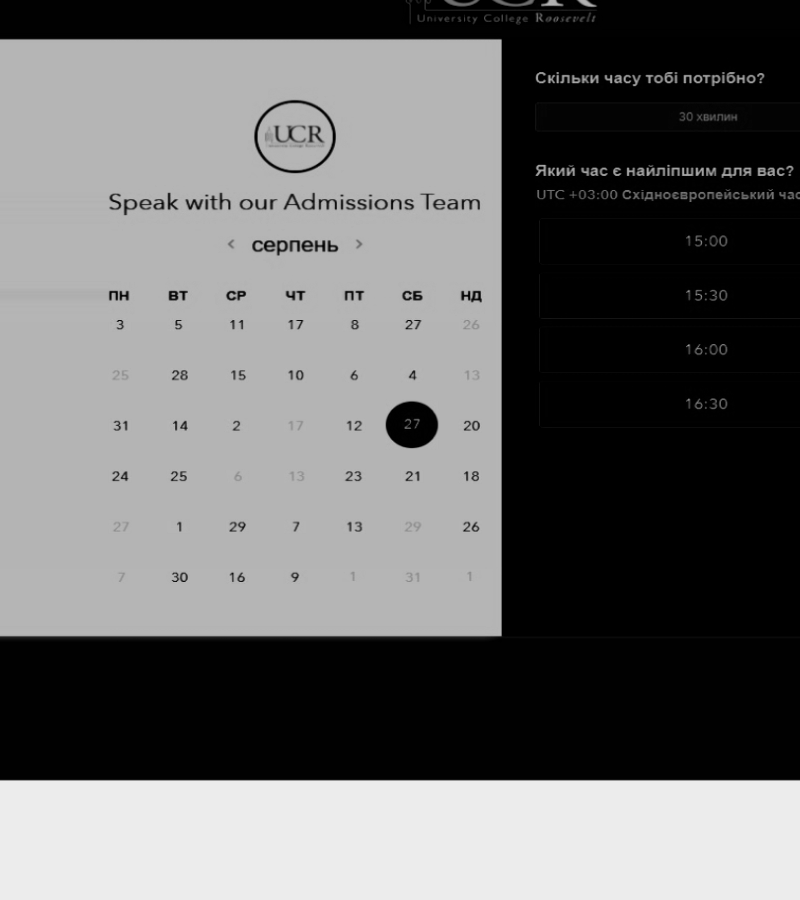 UCR
University College Roosevelt
UCR
Speak with our Admissions Team
< серпень >
ПН ВТ СР ЧТ ПТ СБ НД
3 5 11 17 8 27 26
25 28 15 10 6 4 13
31 14 2 17 12 27 20
24 25 6 13 23 21 18
27 1 29 7 13 29 26
7 30 16 9 1 31 1
Скільки часу тобі потрібно?
30 хвилин
Який час є найліпшим для вас?
UTC +03:00 Східноєвропейський час
15:00
15:30
16:00
16:30